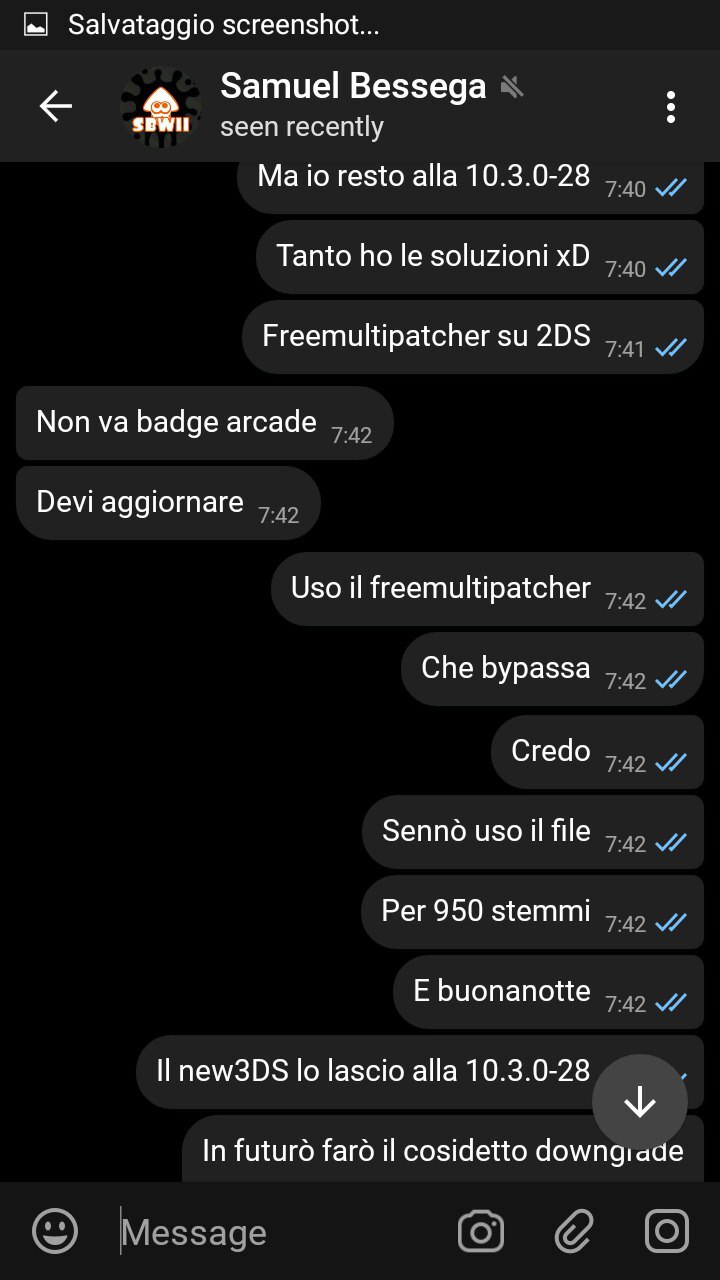 Salvataggio screenshot...
Samuel Bessega
SBWII
seen recently
Ma io resto alla 10.3.0-28 7:40
Tanto ho le soluzioni xD 7:40
Freemultipatcher su 2DS 7:41
Non va badge arcade 7:42
Devi aggiornare 7:42
Uso il freemultipatcher 7:42
Che bypassa 7:42
Credo 7:42
Sennò uso il file 7:42
Per 950 stemmi 7:42
E buonanotte 7:42
Il new3DS lo lascio alla 10.3.0-28
In futurò farò il cosidetto downgrade
Message